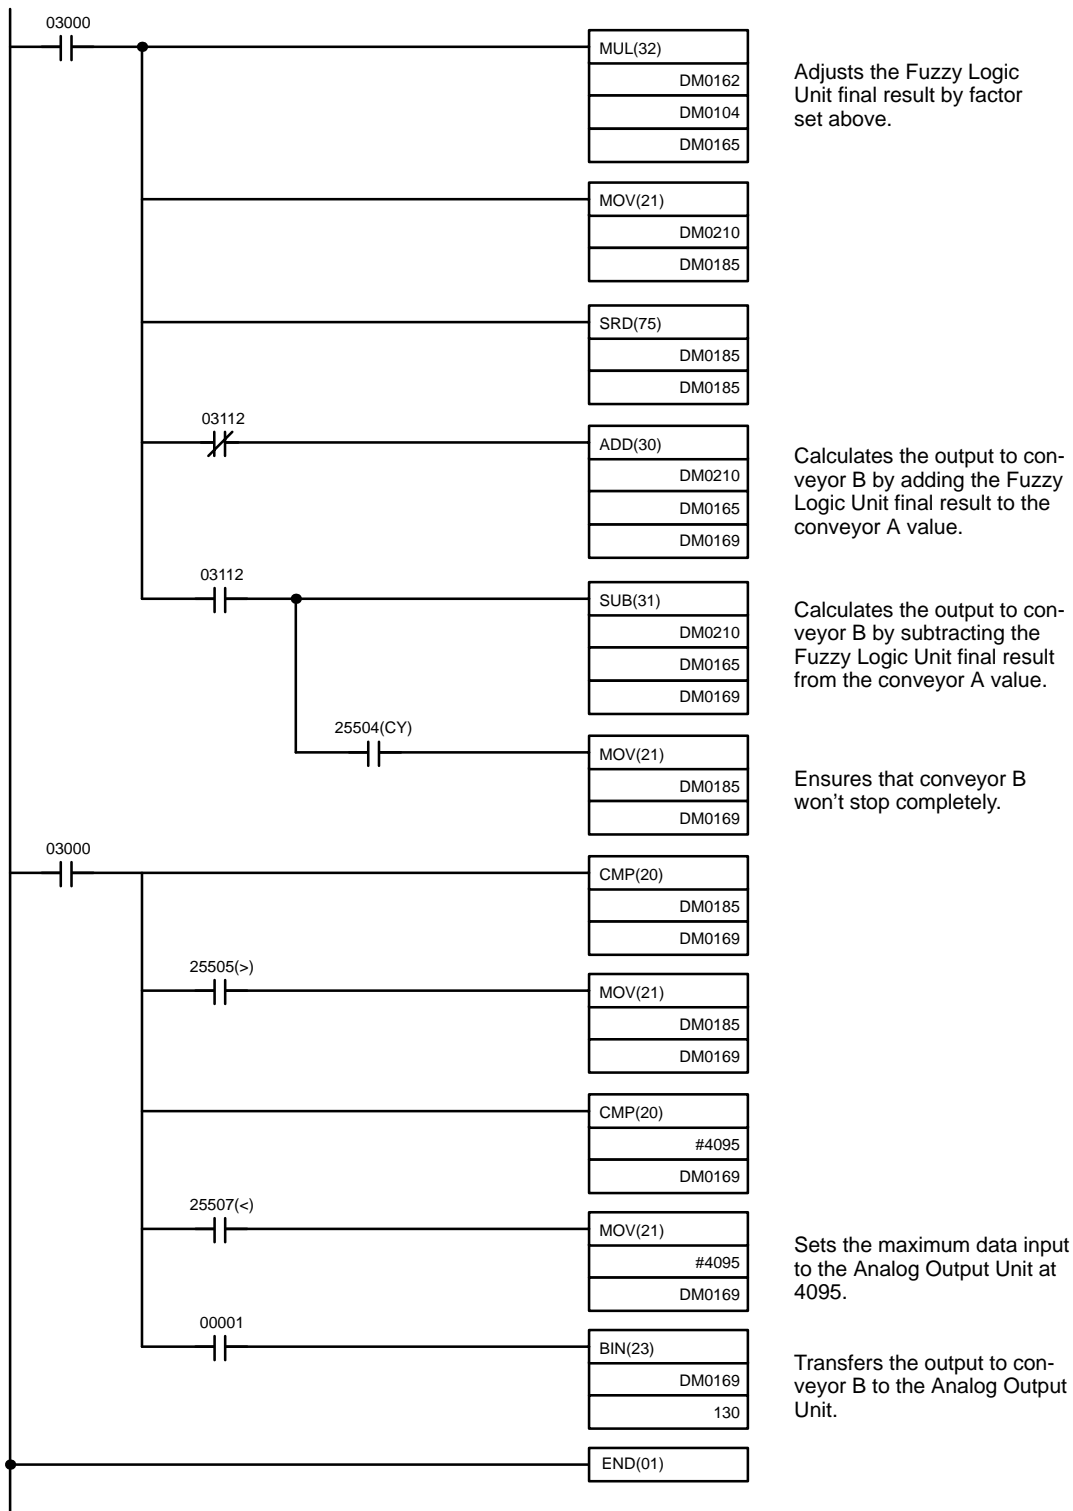 03000
MUL(32)
DM0162
DM0104
DM0165
Adjusts the Fuzzy Logic
Unit final result by factor
set above.
MOV(21)
DM0210
DM0185
SRD(75)
DM0185
DM0185
03112
ADD(30)
DM0210
DM0165
DM0169
Calculates the output to con-
veyor B by adding the Fuzzy
Logic Unit final result to the
conveyor A value.
03112
SUB(31)
DM0210
DM0165
DM0169
Calculates the output to con-
veyor B by subtracting the
Fuzzy Logic Unit final result
from the conveyor A value.
25504(CY)
MOV(21)
DM0185
DM0169
Ensures that conveyor B
won’t stop completely.
03000
CMP(20)
DM0185
DM0169
25505(>)
MOV(21)
DM0185
DM0169
CMP(20)
#4095
DM0169
25507(<)
MOV(21)
#4095
DM0169
Sets the maximum data input
to the Analog Output Unit at
4095.
00001
BIN(23)
DM0169
130
Transfers the output to con-
veyor B to the Analog Output
Unit.
END(01)